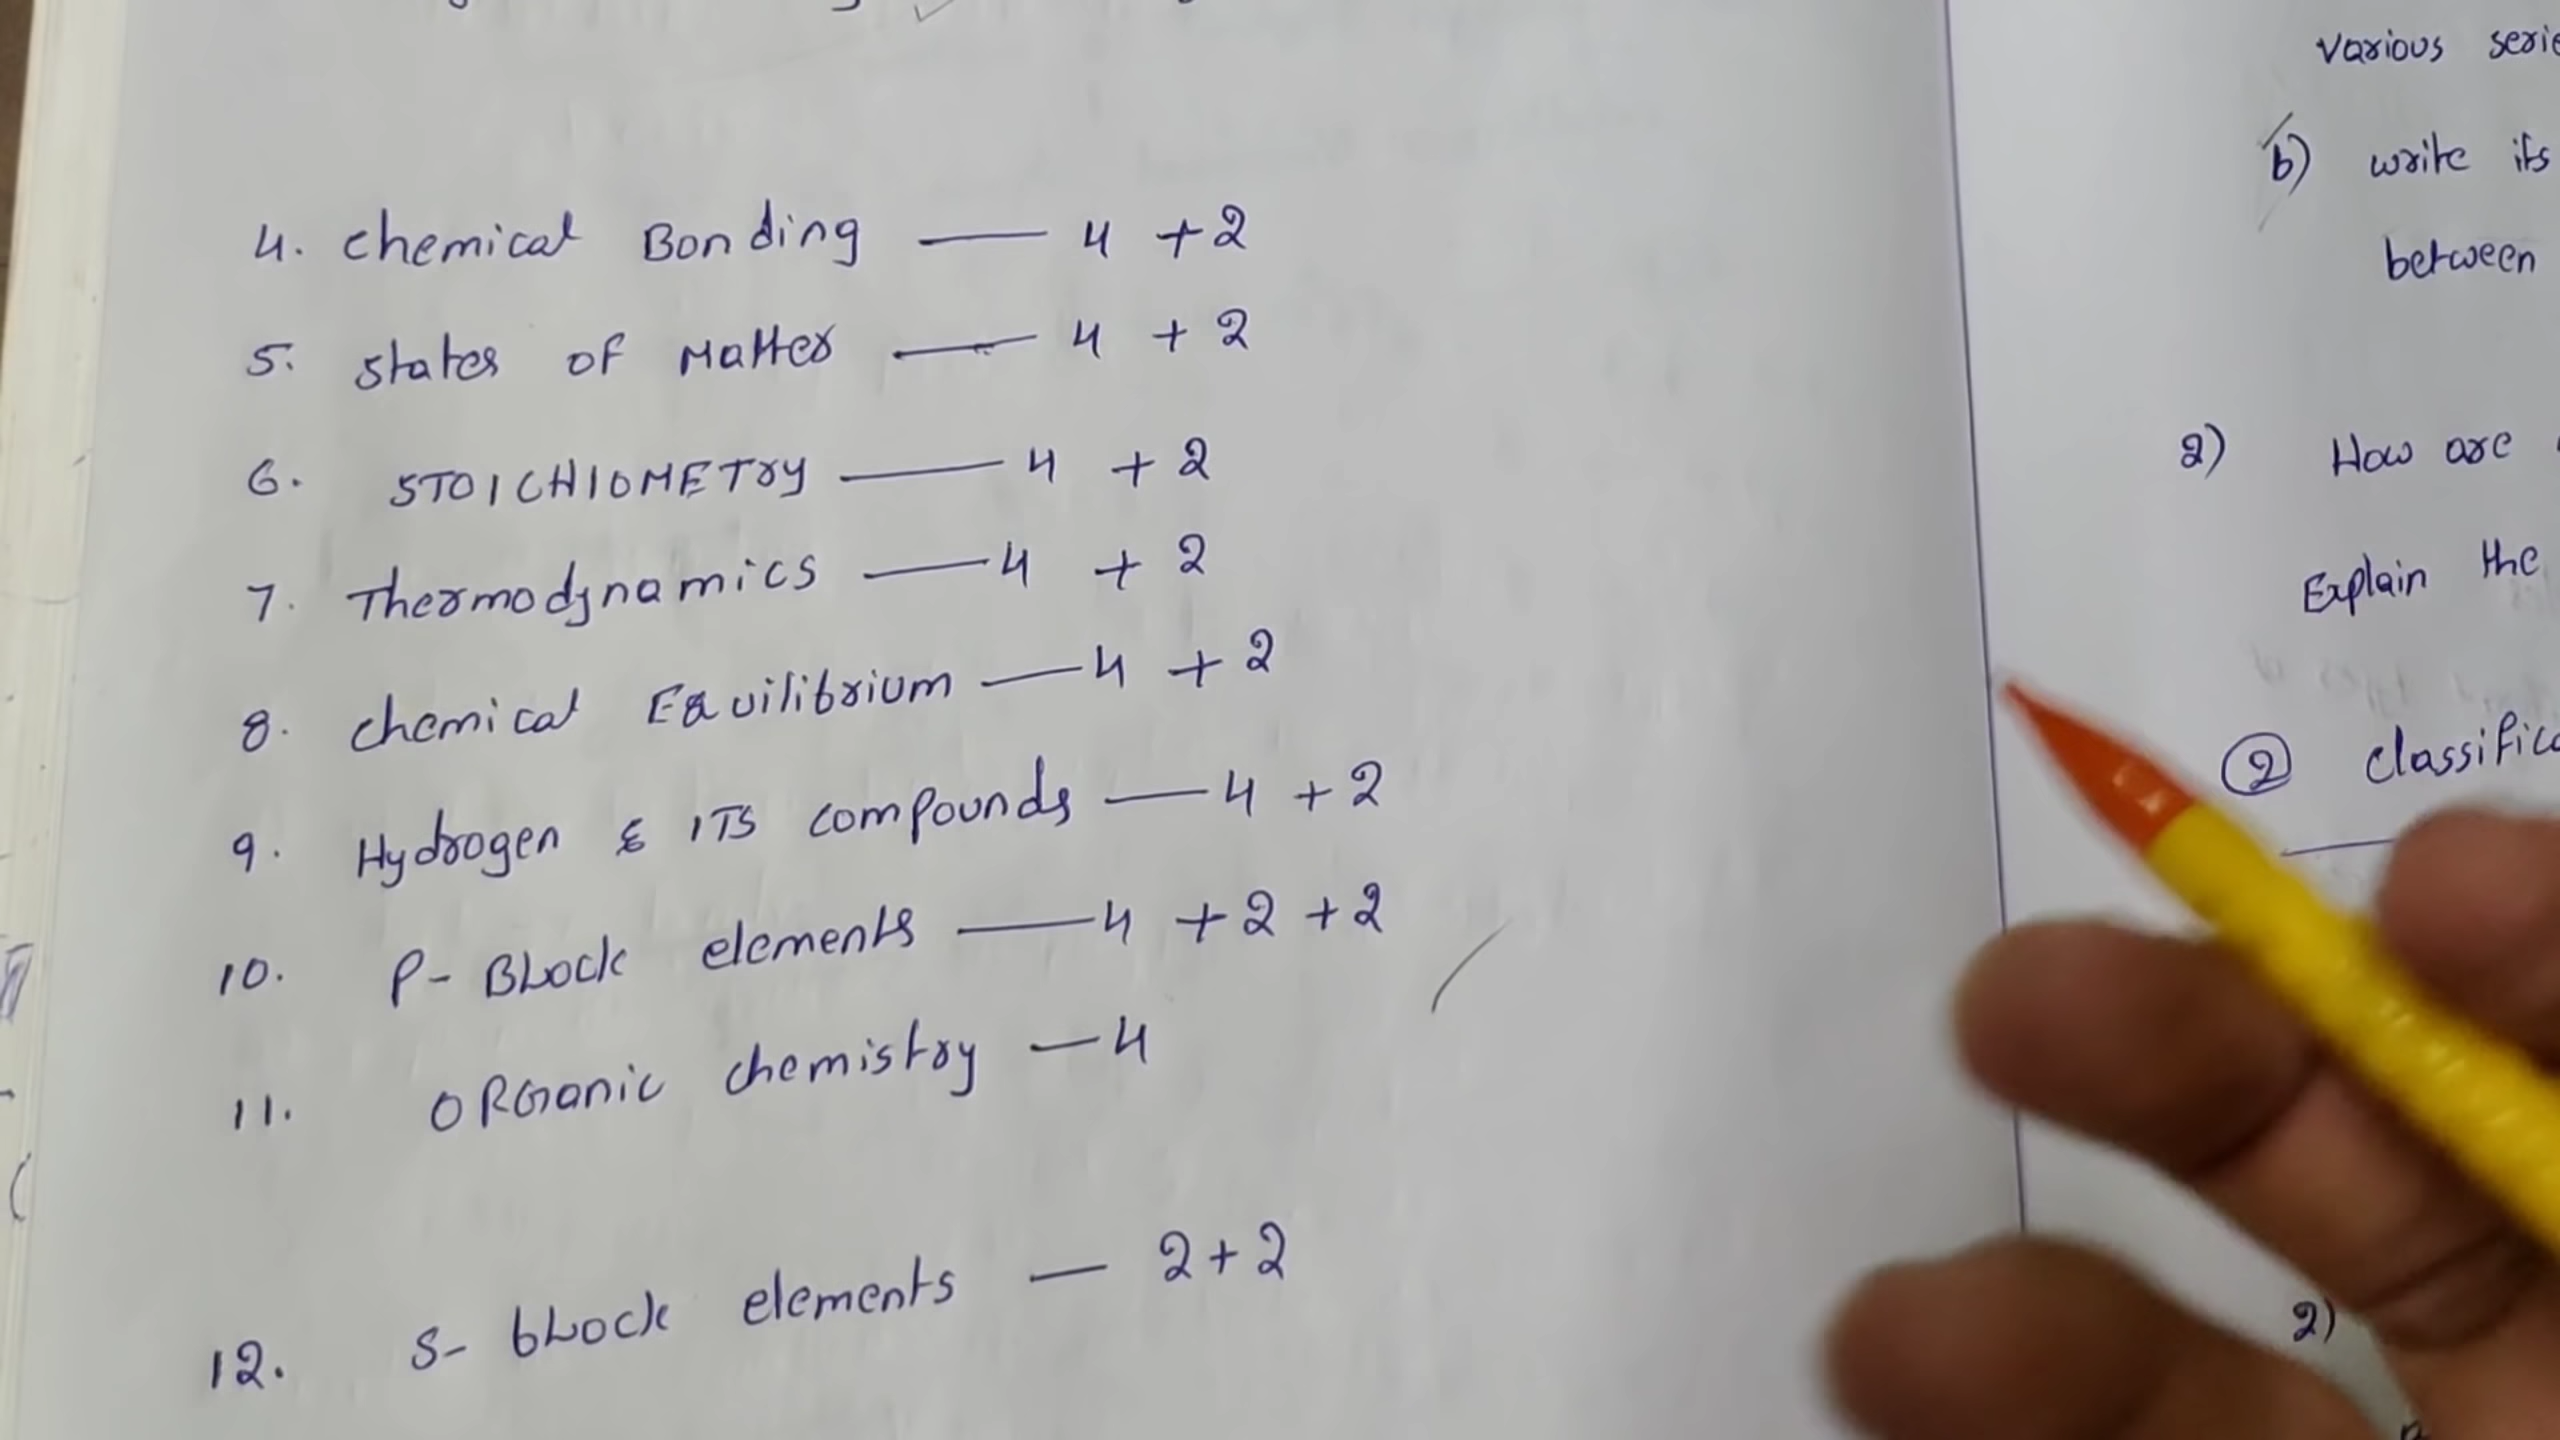 4. Chemical Bonding — 4 + 2
5. States of Matter — 4 + 2
6. STOICHIOMETry — 4 + 2
7. Thermodynamics — 4 + 2
8. Chemical EQuilibrium — 4 + 2
9. Hydrogen & ITS compounds — 4 + 2
10. P- BLock elements — 4 + 2 + 2
11. ORGanic chemistry — 4
12. S- bLock elements — 2+2
various
b) write its
between
2) How are
Explain the
②
2)